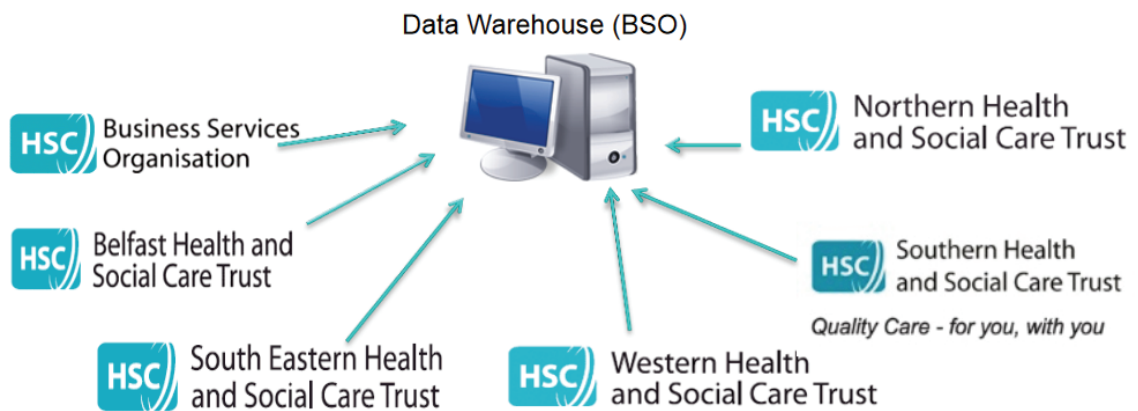 Data Warehouse (BSO)
HSC
Business Services
Organisation
HSC
Northern Health
and Social Care Trust
HSC
Belfast Health and
Social Care Trust
HSC
Southern Health
and Social Care Trust
Quality Care - for you, with you
HSC
South Eastern Health
and Social Care Trust
HSC
Western Health
and Social Care Trust